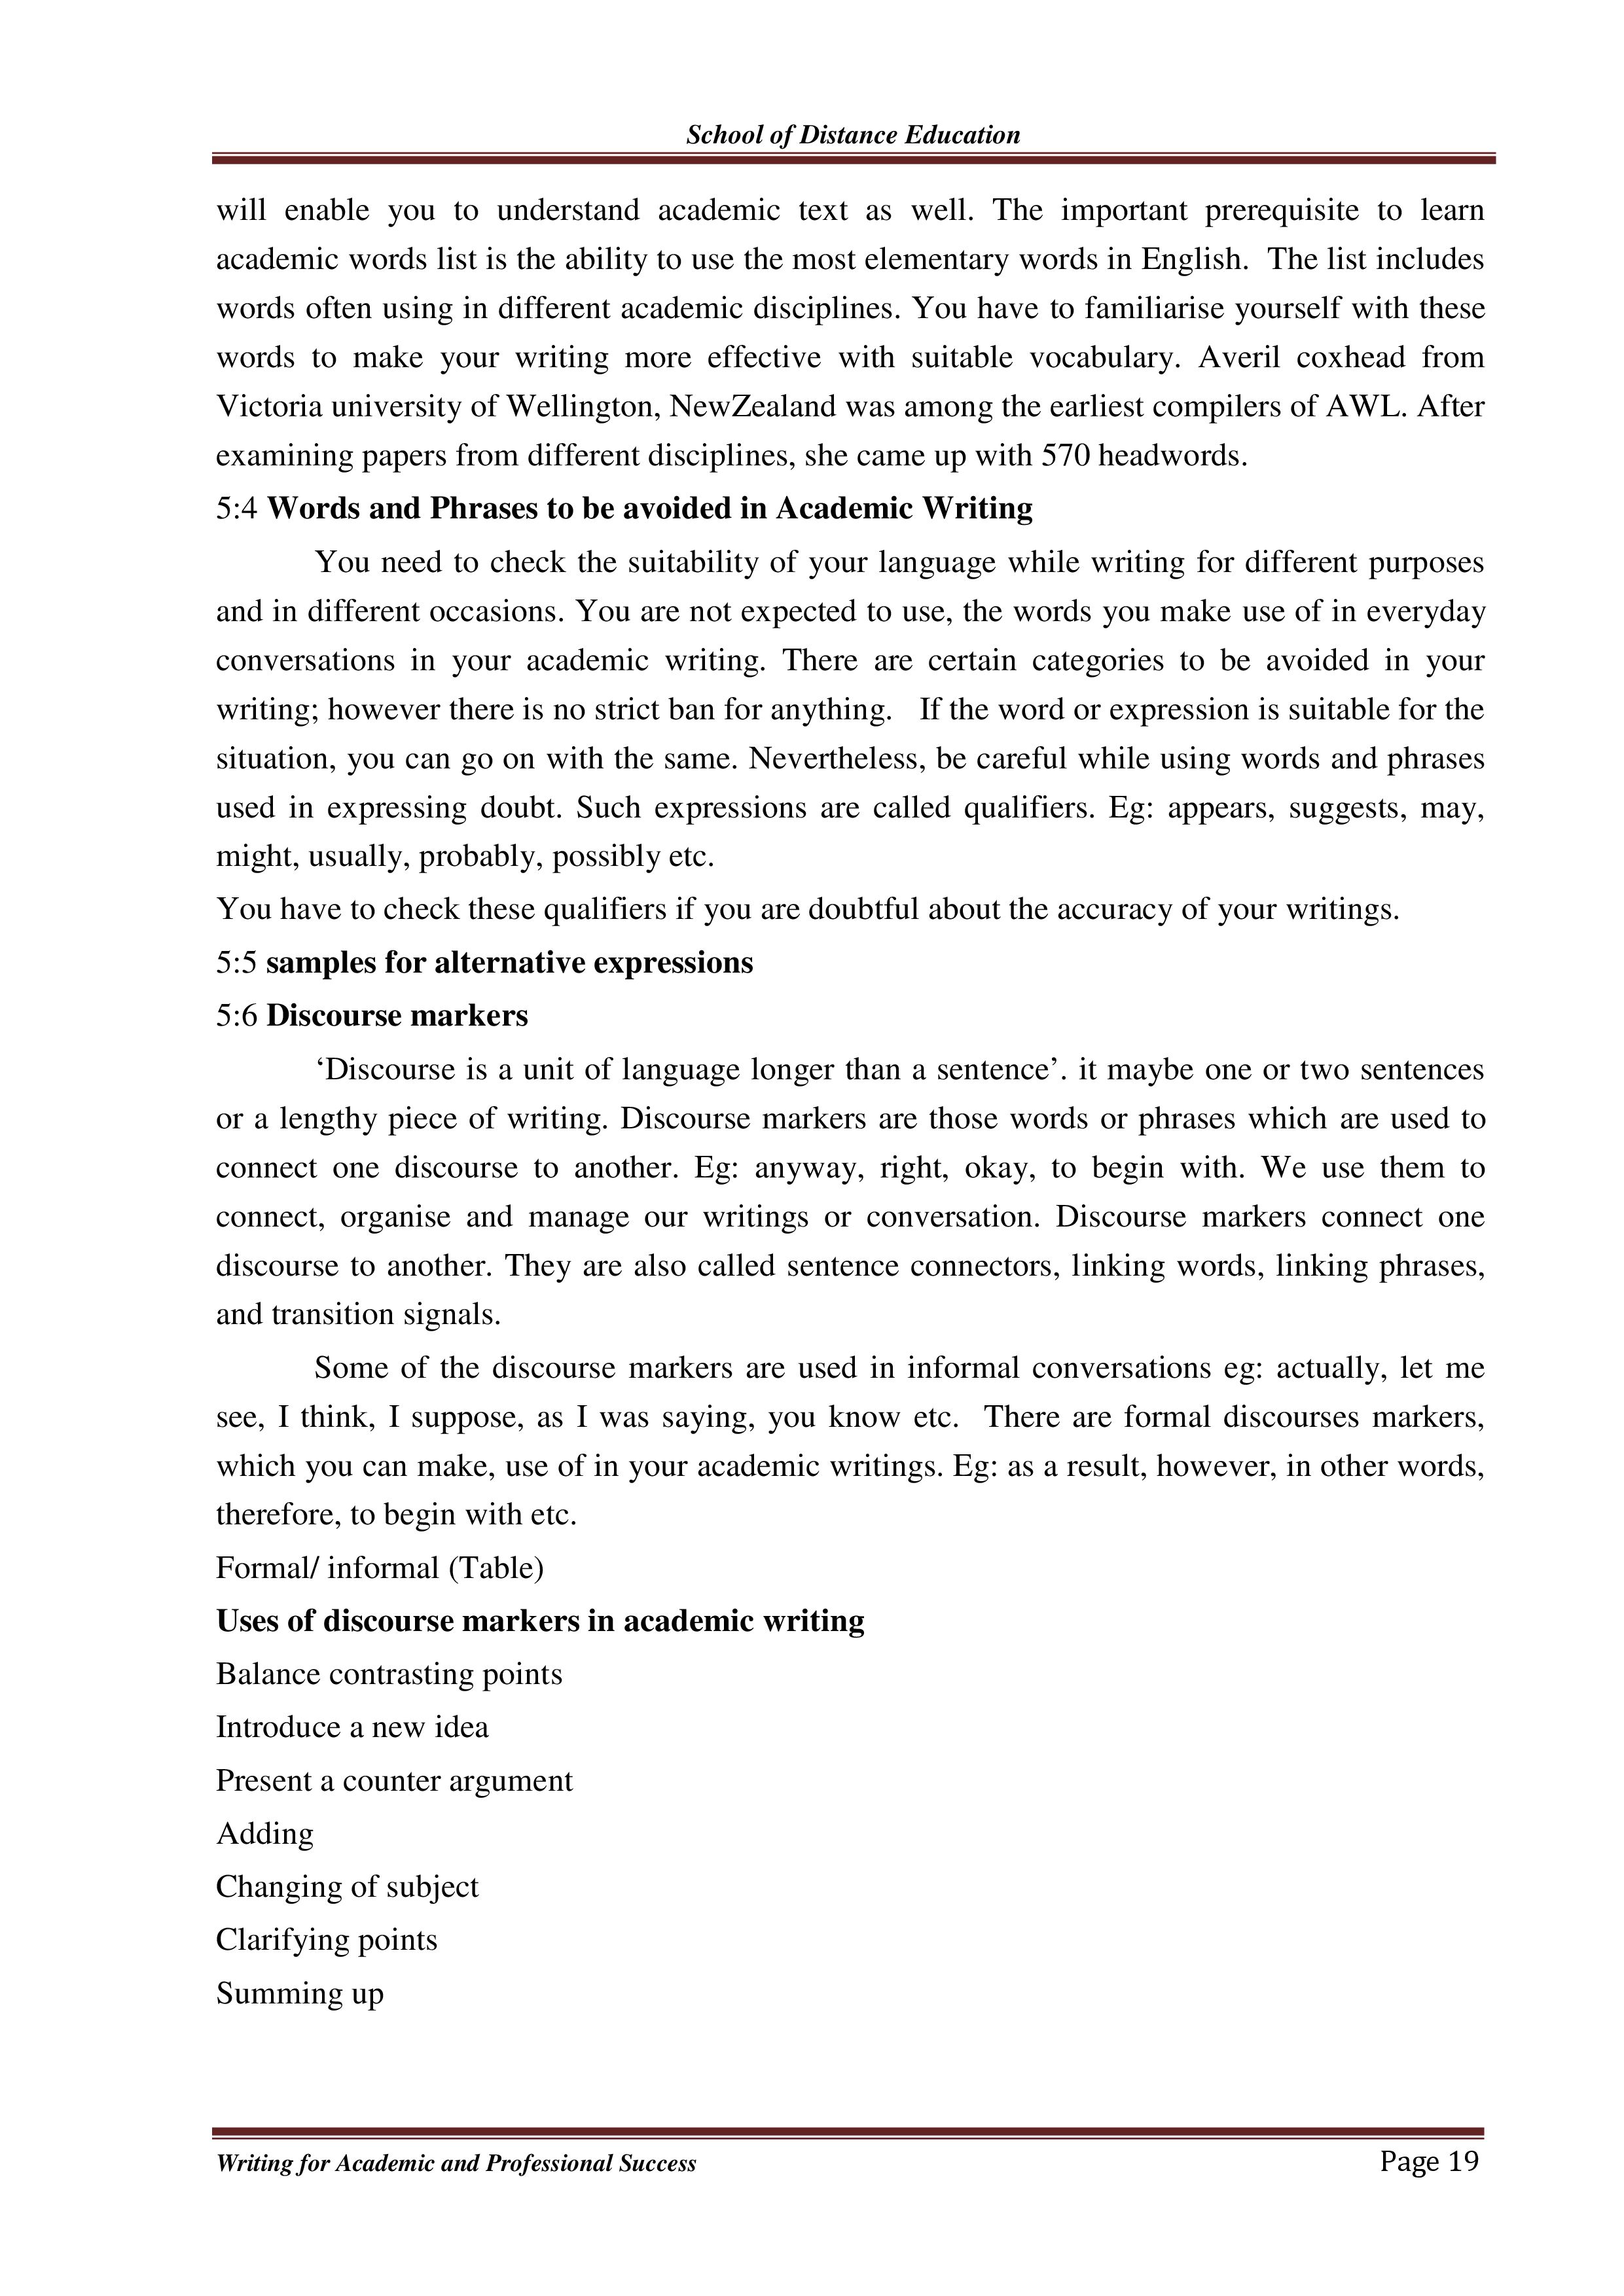 School of Distance Education
will enable you to understand academic text as well. The important prerequisite to learn
academic words list is the ability to use the most elementary words in English.  The list includes
words often using in different academic disciplines. You have to familiarise yourself with these
words to make your writing more effective with suitable vocabulary. Averil coxhead from
Victoria university of Wellington, NewZealand was among the earliest compilers of AWL. After
examining papers from different disciplines, she came up with 570 headwords.
5:4 Words and Phrases to be avoided in Academic Writing
You need to check the suitability of your language while writing for different purposes
and in different occasions. You are not expected to use, the words you make use of in everyday
conversations in your academic writing. There are certain categories to be avoided in your
writing; however there is no strict ban for anything.   If the word or expression is suitable for the
situation, you can go on with the same. Nevertheless, be careful while using words and phrases
used in expressing doubt. Such expressions are called qualifiers. Eg: appears, suggests, may,
might, usually, probably, possibly etc.
You have to check these qualifiers if you are doubtful about the accuracy of your writings.
5:5 samples for alternative expressions
5:6 Discourse markers
‘Discourse is a unit of language longer than a sentence’. it maybe one or two sentences
or a lengthy piece of writing. Discourse markers are those words or phrases which are used to
connect one discourse to another. Eg: anyway, right, okay, to begin with. We use them to
connect, organise and manage our writings or conversation. Discourse markers connect one
discourse to another. They are also called sentence connectors, linking words, linking phrases,
and transition signals.
Some of the discourse markers are used in informal conversations eg: actually, let me
see, I think, I suppose, as I was saying, you know etc.  There are formal discourses markers,
which you can make, use of in your academic writings. Eg: as a result, however, in other words,
therefore, to begin with etc.
Formal/ informal (Table)
Uses of discourse markers in academic writing
Balance contrasting points
Introduce a new idea
Present a counter argument
Adding
Changing of subject
Clarifying points
Summing up
Writing for Academic and Professional Success Page 19